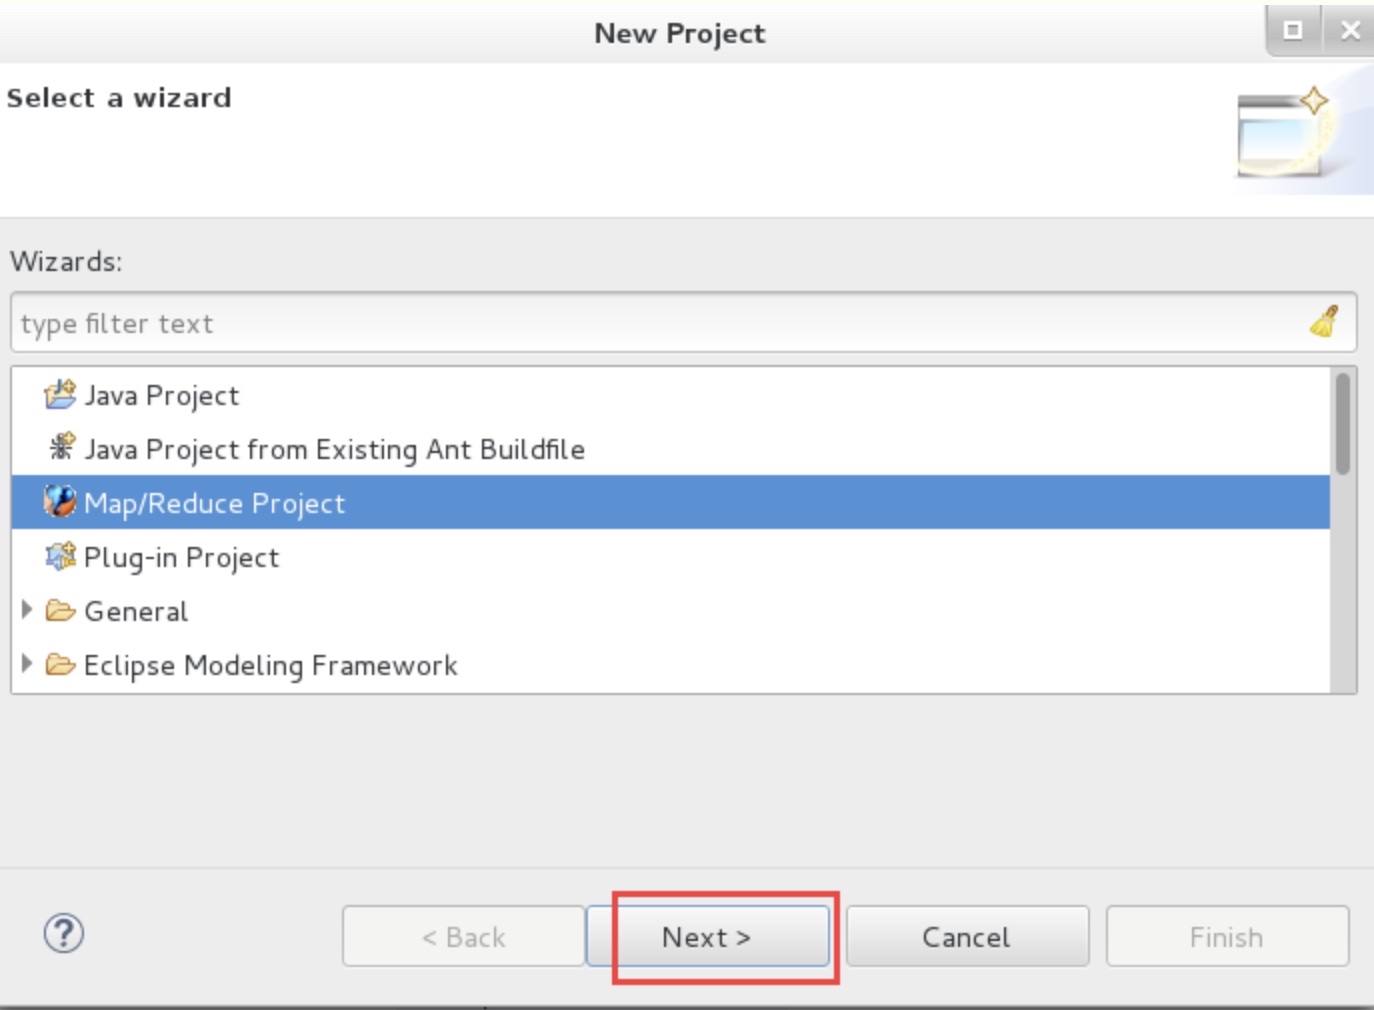 New Project
Select a wizard
Wizards:
type filter text
Java Project
Java Project from Existing Ant Buildfile
Map/Reduce Project
Plug-in Project
General
Eclipse Modeling Framework
?
< Back Next > Cancel Finish